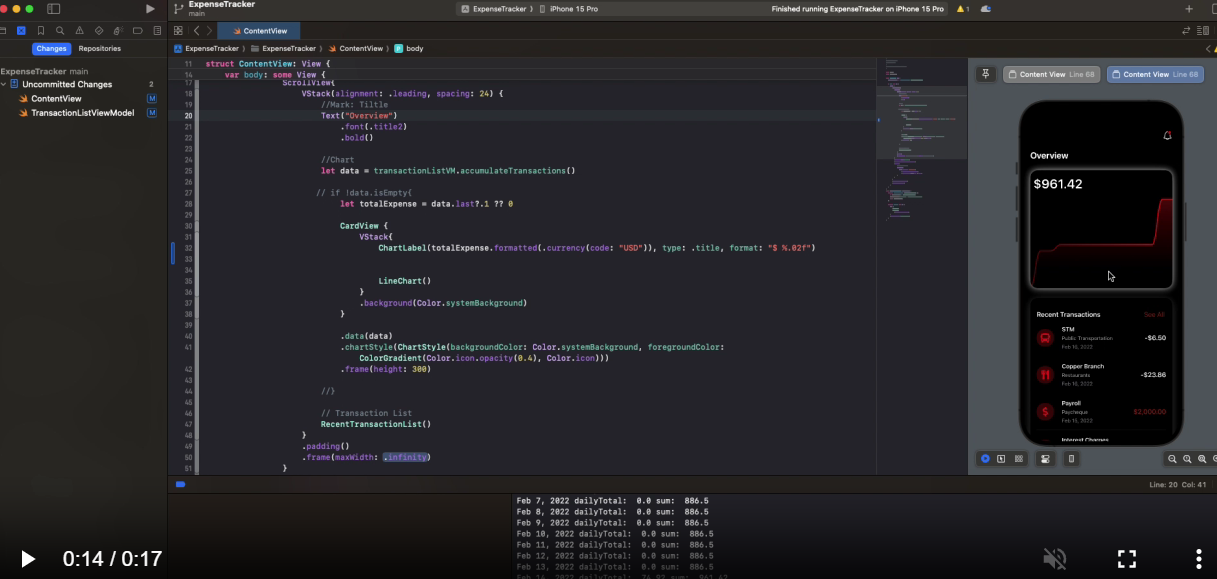 ExpenseTracker
main
ExpenseTracker
iPhone 15 Pro
Finished running ExpenseTracker on iPhone 15 Pro
1
ContentView
Changes
Repositories
ExpenseTracker
ExpenseTracker
ContentView
body
ExpenseTracker main
Uncommitted Changes 2
ContentView M
TransactionListViewModel M
11 struct ContentView: View {
14 var body: some View {
17 ScrollView{
18 VStack(alignment: .leading, spacing: 24) {
19 //Mark: Tiltle
20 Text("Overview")
21 .font(.title2)
22 .bold()
23
24 //Chart
25 let data = transactionListVM.accumulateTransactions()
26
27 // if !data.isEmpty{
28 let totalExpense = data.last?.1 ?? 0
29
30 CardView {
31 VStack{
32 ChartLabel(totalExpense.formatted(.currency(code: "USD")), type: .title, format: "$ %.02f")
33
34
35 LineChart()
36 }
37 .background(Color.systemBackground)
38 }
39
40 .data(data)
41 .chartStyle(ChartStyle(backgroundColor: Color.systemBackground, foregroundColor:
ColorGradient(Color.icon.opacity(0.4), Color.icon)))
42 .frame(height: 300)
43
44 //}
45
46 // Transaction List
47 RecentTransactionList()
48 }
49 .padding()
50 .frame(maxWidth: .infinity)
51 }
Content View Line 68
Content View Line 68
Overview
$961.42
Recent Transactions See All
STM
Public Transportation -$6.50
Feb 16, 2022
Copper Branch
Restaurants -$23.86
Feb 16, 2022
Payroll
Paycheque $2,000.00
Feb 15, 2022
Interest Charges
Line: 20 Col: 41
Feb 7, 2022 dailyTotal: 0.0 sum: 886.5
Feb 8, 2022 dailyTotal: 0.0 sum: 886.5
Feb 9, 2022 dailyTotal: 0.0 sum: 886.5
Feb 10, 2022 dailyTotal: 0.0 sum: 886.5
Feb 11, 2022 dailyTotal: 0.0 sum: 886.5
Feb 12, 2022 dailyTotal: 0.0 sum: 886.5
Feb 13, 2022 dailyTotal: 0.0 sum: 886.5
Feb 14, 2022 dailyTotal: 74.92 sum: 961.42
0:14 / 0:17